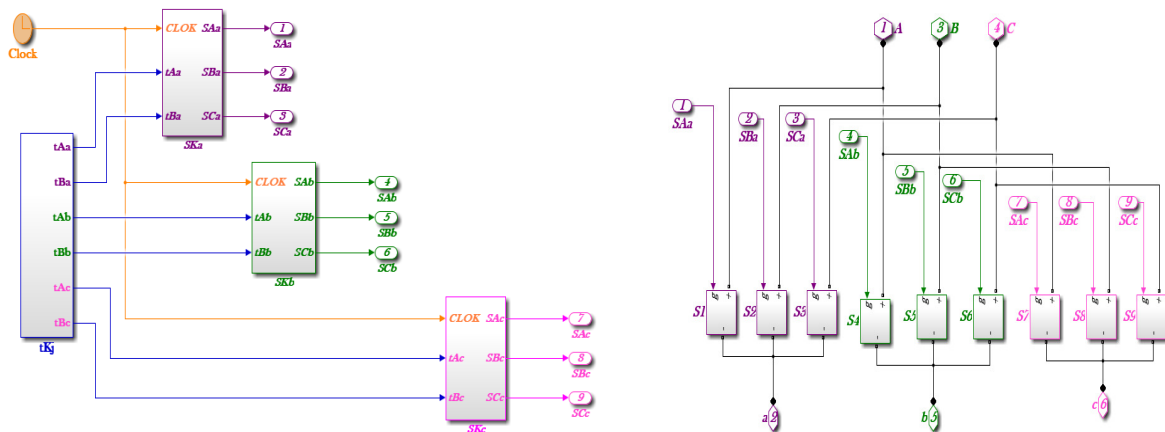 Clock
CLOK SAa 1
SAa
tAa SBa 2
SBa
tBa SCa 3
SCa
SKa
tAa
tBa
tAb
tBb
tAc
tBc
tKj
CLOK SAb 4
SAb
tAb SBb 5
SBb
tBb SCb 6
SCb
SKb
CLOK SAc 7
SAc
tAc SBc 8
SBc
tBc SCc 9
SCc
SKc
1 A 3 B 4 C
1
SAa
2
SBa
3
SCa
4
SAb
5
SBb
6
SCb
7
SAc
8
SBc
9
SCc
g + g + g + g + g + g + g + g + g +
S1 S2 S3 S4 S5 S6 S7 S8 S9
- - - - - - - - -
a 2 b 5 c 6